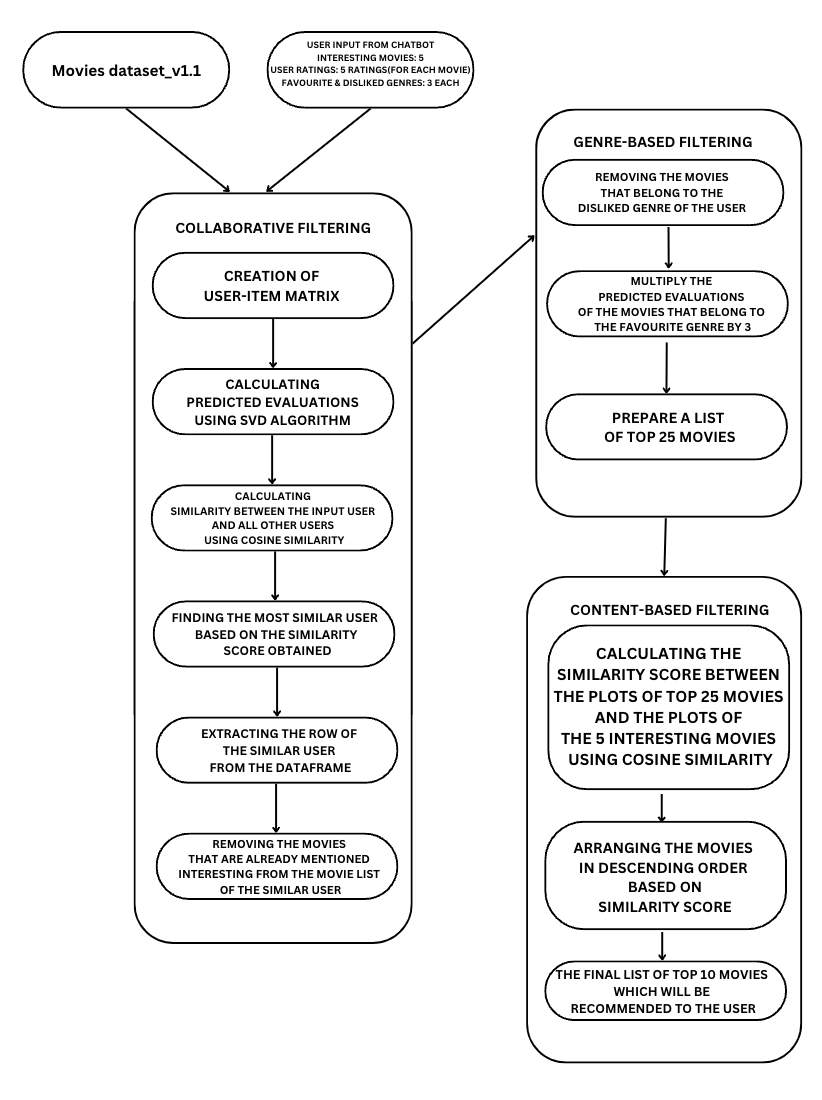 Movies dataset_v1.1
USER INPUT FROM CHATBOT
INTERESTING MOVIES: 5
USER RATINGS: 5 RATINGS(FOR EACH MOVIE)
FAVOURITE & DISLIKED GENRES: 3 EACH
COLLABORATIVE FILTERING
CREATION OF
USER-ITEM MATRIX
CALCULATING
PREDICTED EVALUATIONS
USING SVD ALGORITHM
CALCULATING
SIMILARITY BETWEEN THE INPUT USER
AND ALL OTHER USERS
USING COSINE SIMILARITY
FINDING THE MOST SIMILAR USER
BASED ON THE SIMILARITY
SCORE OBTAINED
EXTRACTING THE ROW OF
THE SIMILAR USER
FROM THE DATAFRAME
REMOVING THE MOVIES
THAT ARE ALREADY MENTIONED
INTERESTING FROM THE MOVIE LIST
OF THE SIMILAR USER
GENRE-BASED FILTERING
REMOVING THE MOVIES
THAT BELONG TO THE
DISLIKED GENRE OF THE USER
MULTIPLY THE
PREDICTED EVALUATIONS
OF THE MOVIES THAT BELONG TO
THE FAVOURITE GENRE BY 3
PREPARE A LIST
OF TOP 25 MOVIES
CONTENT-BASED FILTERING
CALCULATING THE
SIMILARITY SCORE BETWEEN
THE PLOTS OF TOP 25 MOVIES
AND THE PLOTS OF
THE 5 INTERESTING MOVIES
USING COSINE SIMILARITY
ARRANGING THE MOVIES
IN DESCENDING ORDER
BASED ON
SIMILARITY SCORE
THE FINAL LIST OF TOP 10 MOVIES
WHICH WILL BE
RECOMMENDED TO THE USER